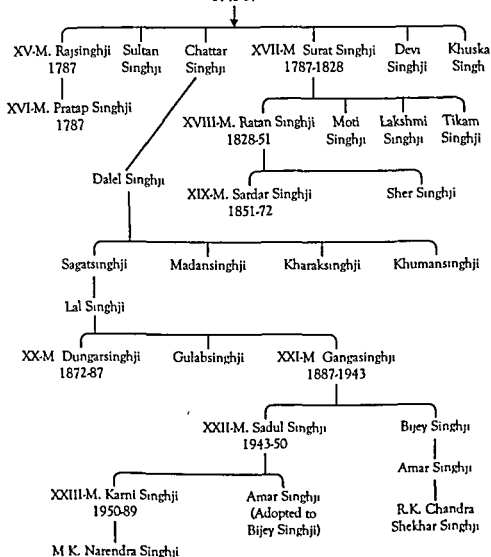 XV-M. Rajsinghji Sultan Chattar XVII-M Surat Singhji Devi Khuska
1787 Singhji Singhji 1787-1828 Singhji Singh
XVI-M. Pratap Singhji XVIII-M. Ratan Singhji Moti Lakshmi Tikam
1787 1828-51 Singhji Singhji Singhji
Dalel Singhji XIX-M. Sardar Singhji Sher Singhji
1851-72
Sagatsinghji Madansinghji Kharaksinghji Khumansinghji
Lal Singhji
XX-M Dungarsinghji Gulabsinghji XXI-M Gangasinghji
1872-87 1887-1943
XXII-M. Sadul Singhji Bijey Singhji
1943-50
Amar Singhji
XXIII-M. Karni Singhji Amar Singhji
1950-89 (Adopted to R.K. Chandra
Bijey Singhji) Shekhar Singhji
M K. Narendra Singhji